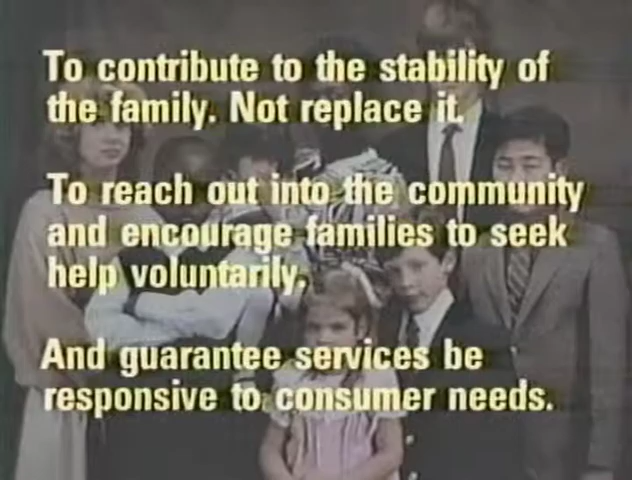 To contribute to the stability of
the family. Not replace it.
To reach out into the community
and encourage families to seek
help voluntarily.
And guarantee services be
responsive to consumer needs.